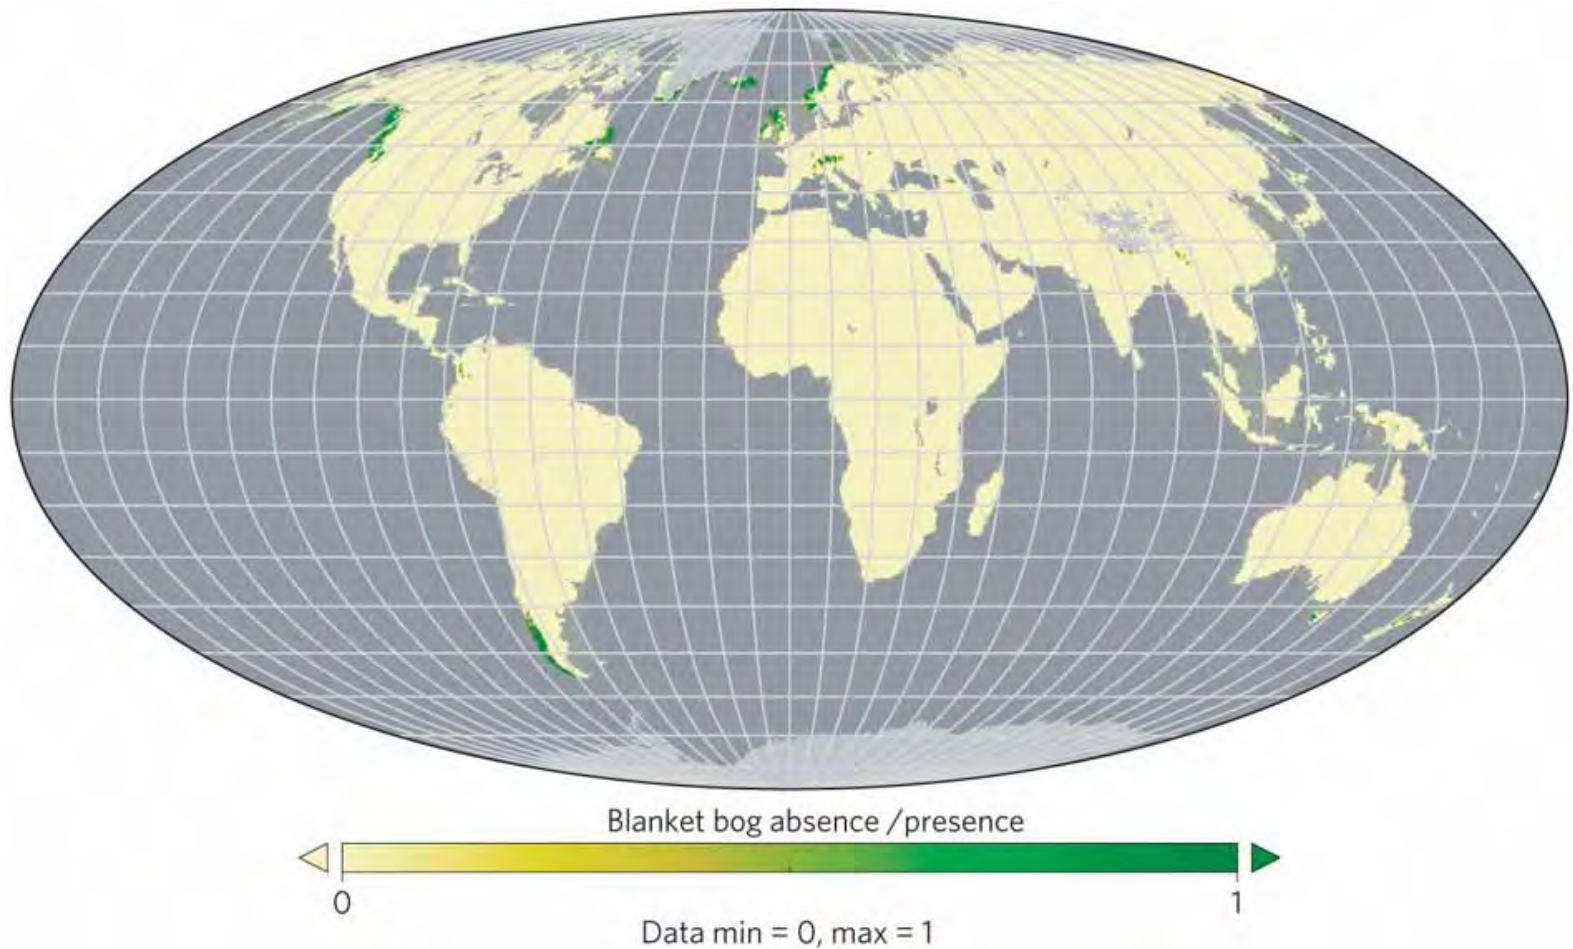 Blanket bog absence /presence
0 1
Data min = 0, max = 1